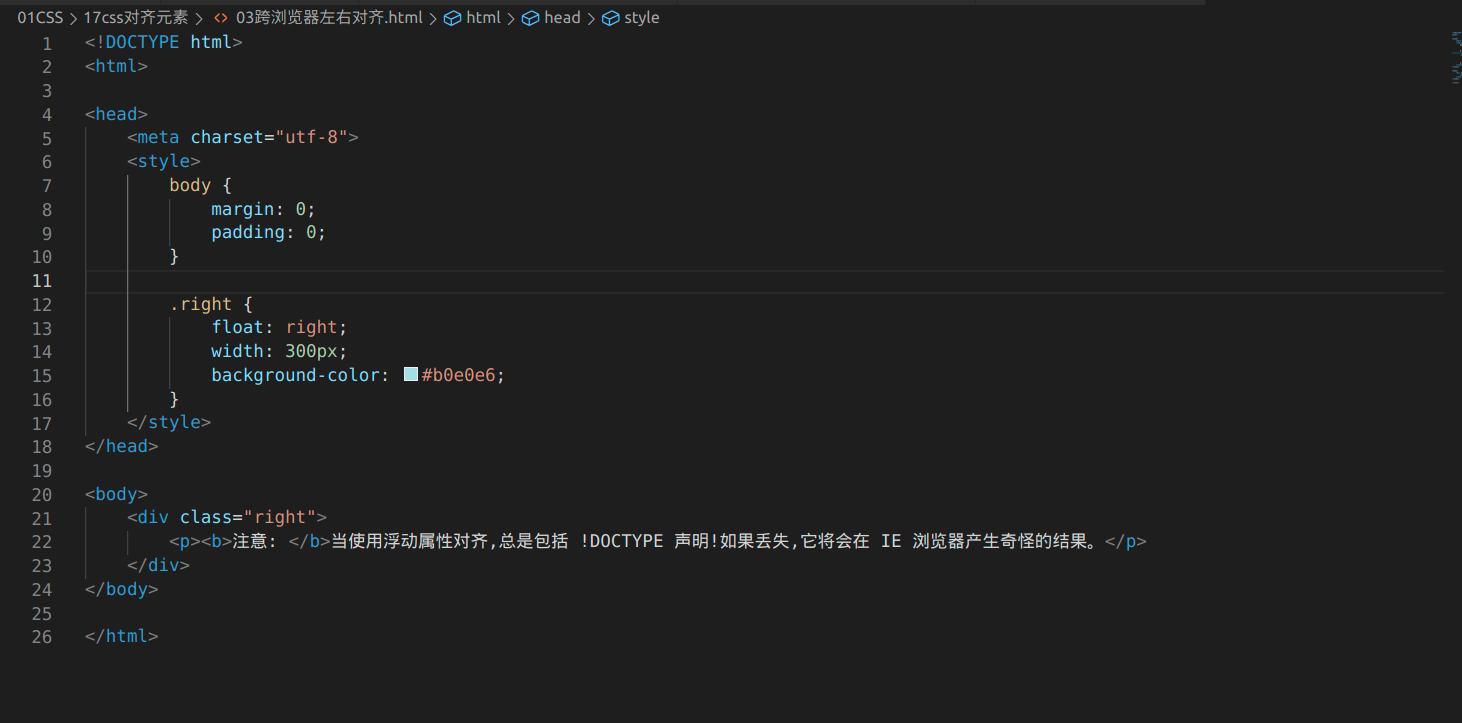 01CSS > 17css对齐元素 > <> 03跨浏览器左右对齐.html > html > head > style
1 <!DOCTYPE html>
2 <html>
3
4 <head>
5     <meta charset="utf-8">
6     <style>
7         body {
8             margin: 0;
9             padding: 0;
10         }
11
12         .right {
13             float: right;
14             width: 300px;
15             background-color: #b0e0e6;
16         }
17     </style>
18 </head>
19
20 <body>
21     <div class="right">
22         <p><b>注意: </b>当使用浮动属性对齐,总是包括 !DOCTYPE 声明!如果丢失,它将会在 IE 浏览器产生奇怪的结果。</p>
23     </div>
24 </body>
25
26 </html>